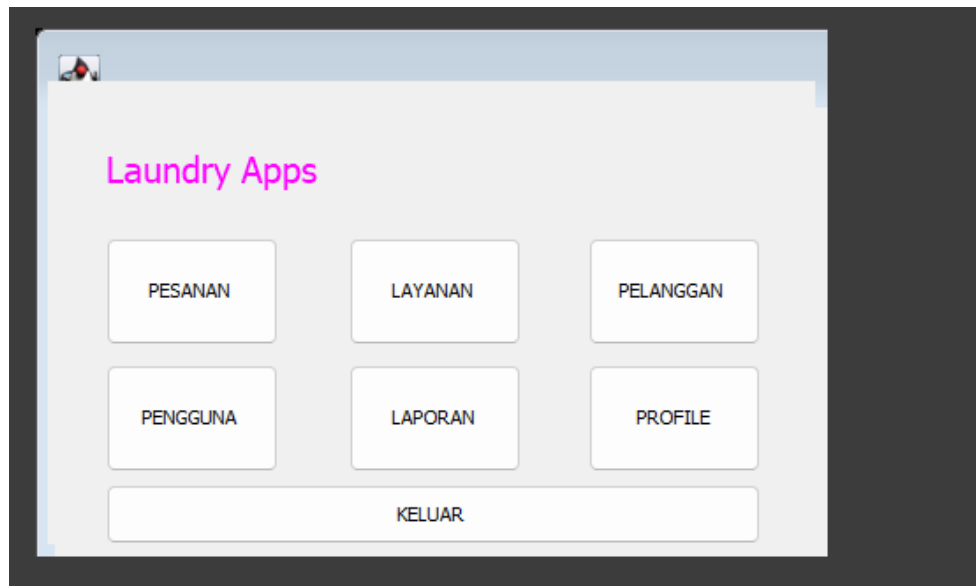 Laundry Apps
PESANAN
LAYANAN
PELANGGAN
PENGGUNA
LAPORAN
PROFILE
KELUAR